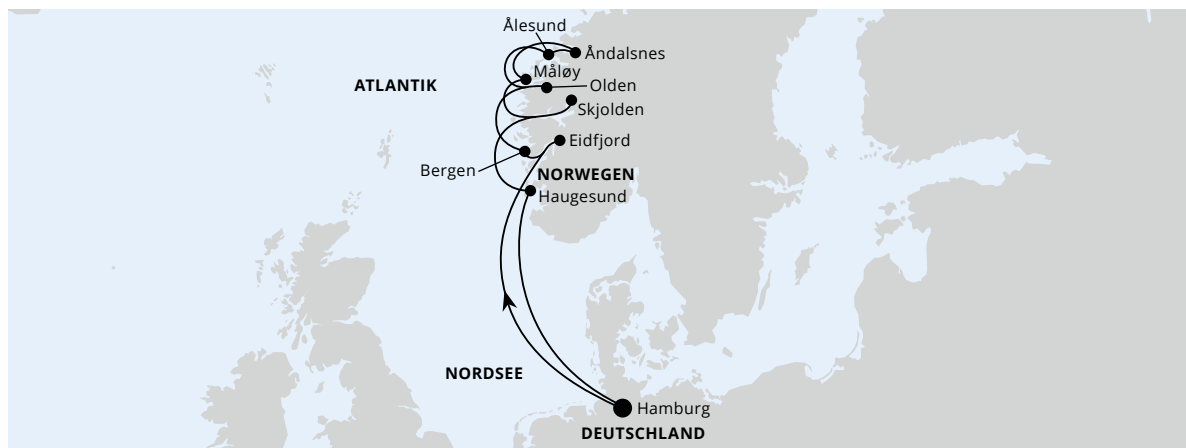 Ålesund
Åndalsnes
Måløy
ATLANTIK
Olden
Skjolden
Eidfjord
Bergen
NORWEGEN
Haugesund
NORDSEE
Hamburg
DEUTSCHLAND